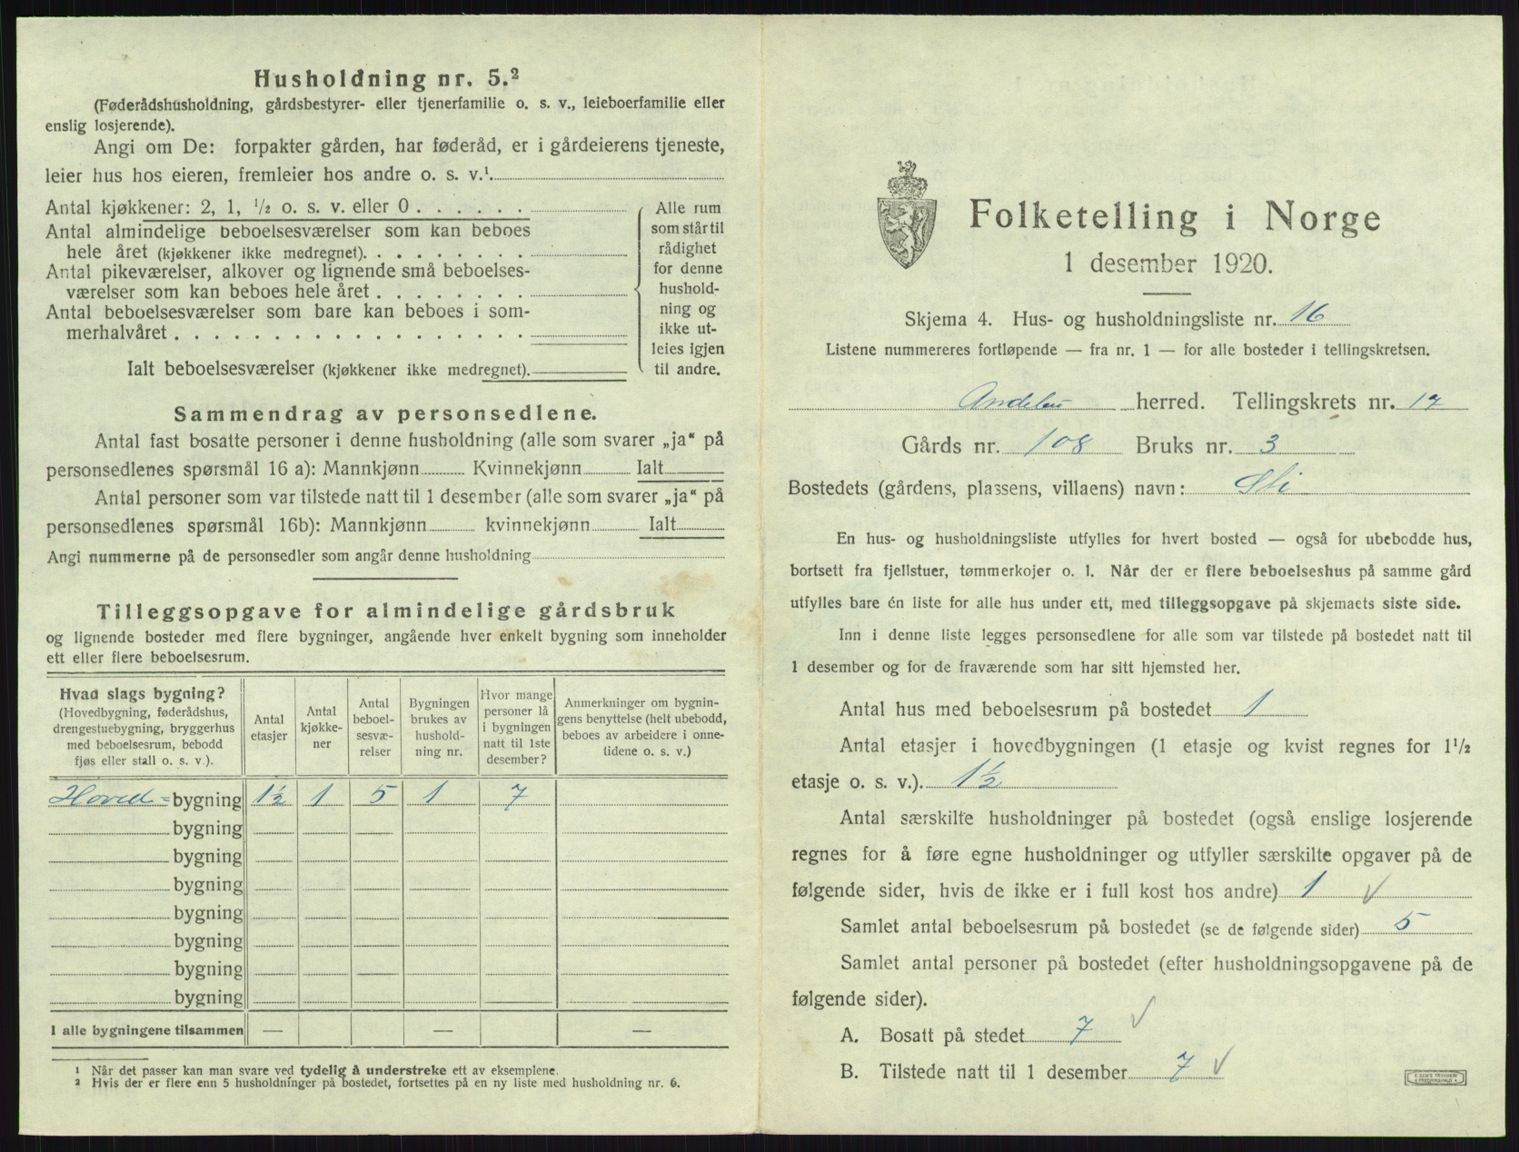 Husholdning nr. 5.²
(Føderådshusholdning, gårdsbestyrer- eller tjenerfamilie o. s. v., leieboerfamilie eller
enslig losjerende).
Angi om De: forpakter gården, har føderåd, er i gårdeierens tjeneste,
leier hus hos eieren, fremleier hos andre o. s. v.¹
Antal kjøkkener: 2, 1, ½ o. s. v. eller 0 . . . . . .
Antal almindelige beboelsesværelser som kan beboes
hele året (kjøkkener ikke medregnet). . . . . . . . .
Antal pikeværelser, alkover og lignende små beboelses-
værelser som kan beboes hele året . . . . . . . .
Antal beboelsesværelser som bare kan beboes i som-
merhalvåret . . . . . . . . . . . . . . . . . .
Ialt beboelsesværelser (kjøkkener ikke medregnet).
Alle rum
som står til
rådighet
for denne
hushold-
ning og
ikke ut-
leies igjen
til andre.
Sammendrag av personsedlene.
Antal fast bosatte personer i denne husholdning (alle som svarer „ja“ på
personsedlenes spørsmål 16 a): Mannkjønn Kvinnekjønn Ialt
Antal personer som var tilstede natt til 1 desember (alle som svarer „ja“ på
personsedlenes spørsmål 16b): Mannkjønn kvinnekjønn Ialt
Angi nummerne på de personsedler som angår denne husholdning
Tilleggsopgave for almindelige gårdsbruk
og lignende bosteder med flere bygninger, angående hver enkelt bygning som inneholder
ett eller flere beboelsesrum.
Hvad slags bygning?
(Hovedbygning, føderådshus,
drengestuebygning, bryggerhus
med beboelsesrum, bebodd
fjøs eller stall o. s. v.).
Antal
etasjer
Antal
kjøkke-
ner
Antal
beboel-
sesvæ-
relser
Bygningen
brukes av
hushold-
ning nr.
Hvor mange
personer lå
i bygningen
natt til 1ste
desember?
Anmerkninger om bygnin-
gens benyttelse (helt ubebodd,
beboes av arbeidere i onne-
tidene o. s. v.)
Hoved=bygning 1½ 1 5 1 7
bygning
bygning
bygning
bygning
bygning
bygning
bygning
I alle bygningene tilsammen — — —
¹ Når det passer kan man svare ved tydelig å understreke ett av eksemplene.
² Hvis der er flere enn 5 husholdninger på bostedet, fortsettes på en ny liste med husholdning nr. 6.
Folketelling i Norge
1 desember 1920.
Skjema 4. Hus- og husholdningsliste nr. 16
Listene nummereres fortløpende — fra nr. 1 — for alle bosteder i tellingskretsen.
Andebu herred. Tellingskrets nr. 12
Gårds nr. 108 Bruks nr. 3
Bostedets (gårdens, plassens, villaens) navn: Sti
En hus- og husholdningsliste utfylles for hvert bosted — også for ubebodde hus,
bortsett fra fjellstuer, tømmerkojer o. l. Når der er flere beboelseshus på samme gård
utfylles bare én liste for alle hus under ett, med tilleggsopgave på skjemaets siste side.
Inn i denne liste legges personsedlene for alle som var tilstede på bostedet natt til
1 desember og for de fraværende som har sitt hjemsted her.
Antal hus med beboelsesrum på bostedet 1
Antal etasjer i hovedbygningen (1 etasje og kvist regnes for 1½
etasje o. s. v.). 1½
Antal særskilte husholdninger på bostedet (også enslige losjerende
regnes for å føre egne husholdninger og utfyller særskilte opgaver på de
følgende sider, hvis de ikke er i full kost hos andre) 1 ✓
Samlet antal beboelsesrum på bostedet (se de følgende sider) 5
Samlet antal personer på bostedet (efter husholdningsopgavene på de
følgende sider).
A. Bosatt på stedet 7 ✓
B. Tilstede natt til 1 desember 7 ✓